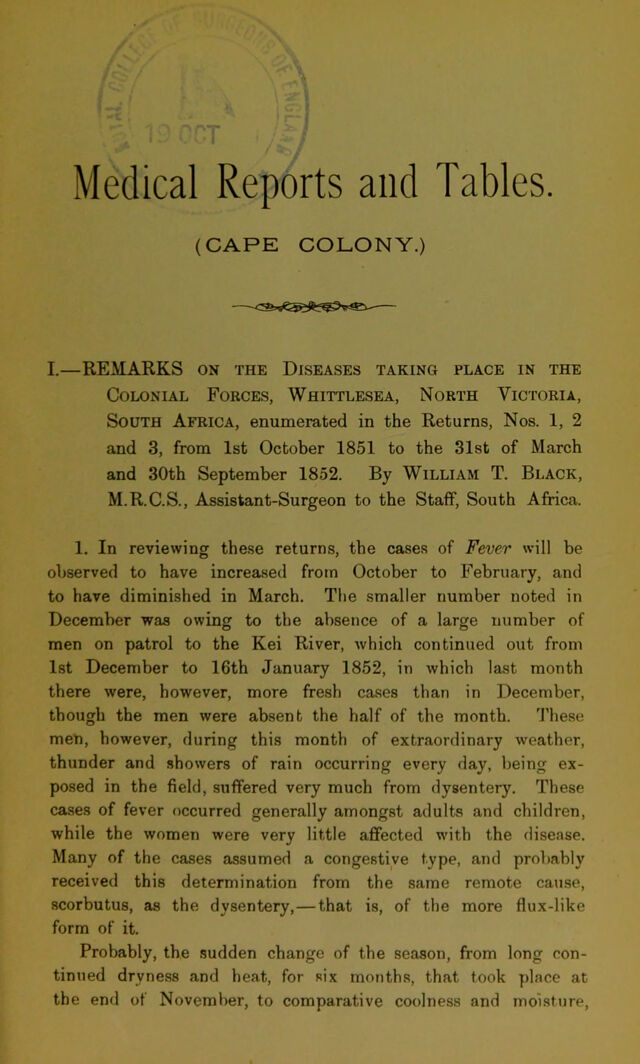 COLLEGE OF SURGEONS OF ENGLAND
19 OCT
Medical Reports and Tables.
(CAPE COLONY.)
I.—REMARKS ON THE DISEASES TAKING PLACE IN THE
COLONIAL FORCES, WHITTLESEA, NORTH VICTORIA,
SOUTH AFRICA, enumerated in the Returns, Nos. 1, 2
and 3, from 1st October 1851 to the 31st of March
and 30th September 1852. By WILLIAM T. BLACK,
M.R.C.S., Assistant-Surgeon to the Staff, South Africa.
1. In reviewing these returns, the cases of Fever will be
observed to have increased from October to February, and
to have diminished in March. The smaller number noted in
December was owing to the absence of a large number of
men on patrol to the Kei River, which continued out from
1st December to 16th January 1852, in which last month
there were, however, more fresh cases than in December,
though the men were absent the half of the month. These
men, however, during this month of extraordinary weather,
thunder and showers of rain occurring every day, being ex-
posed in the field, suffered very much from dysentery. These
cases of fever occurred generally amongst adults and children,
while the women were very little affected with the disease.
Many of the cases assumed a congestive type, and probably
received this determination from the same remote cause,
scorbutus, as the dysentery,—that is, of the more flux-like
form of it.
Probably, the sudden change of the season, from long con-
tinued dryness and heat, for six months, that took place at
the end of November, to comparative coolness and moisture,